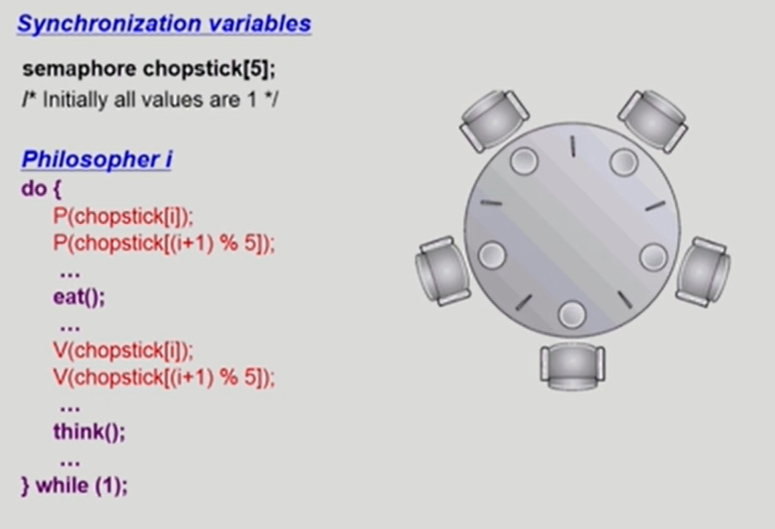 Synchronization variables
semaphore chopstick[5];
/* Initially all values are 1 */
Philosopher i
do {
P(chopstick[i]);
P(chopstick[(i+1) % 5]);
...
eat();
...
V(chopstick[i]);
V(chopstick[(i+1) % 5]);
...
think();
...
} while (1);